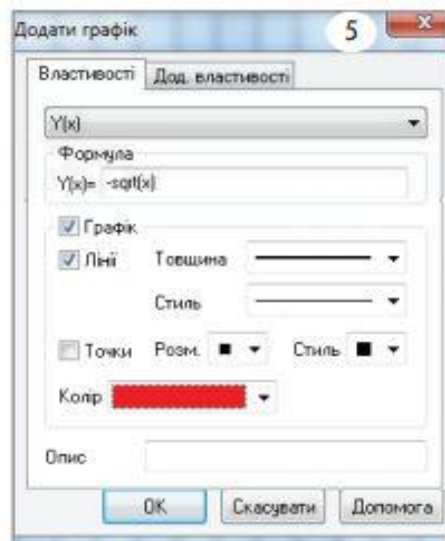 Додати графік 5
Властивості Дод. властивості
Y(x)
Формула
Y(x)= -sqrt(x)
Графік
Лінії Товщина
Стиль
Точки Розм. Стиль
Колір
Опис
OK Скасувати Допомога